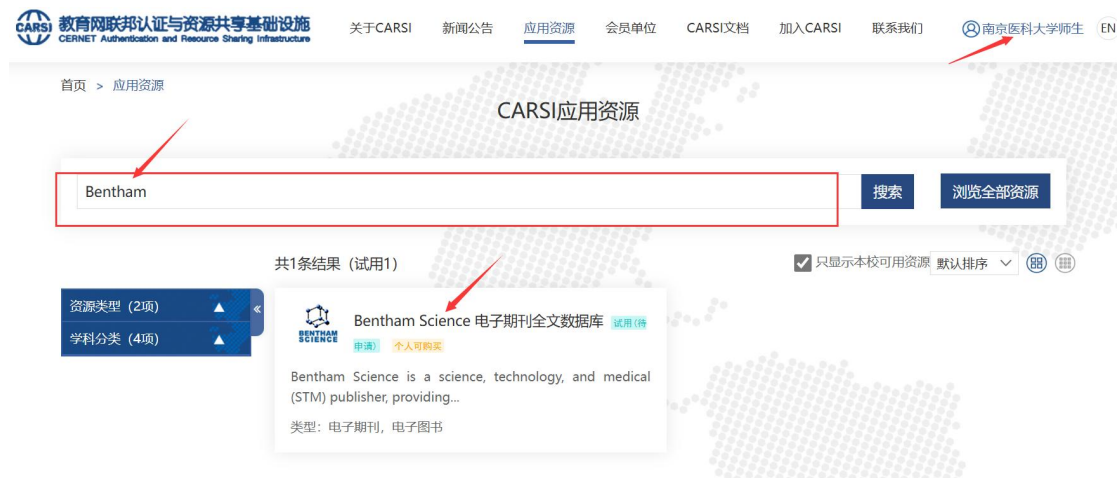 CARSI 教育网联邦认证与资源共享基础设施
CERNET Authentication and Resource Sharing Infrastructure
关于CARSI 新闻公告 应用资源 会员单位 CARSI文档 加入CARSI 联系我们 南京医科大学师生 EN
首页 > 应用资源
CARSI应用资源
Bentham 搜索 浏览全部资源
共1条结果（试用1） 只显示本校可用资源 默认排序
资源类型（2项）
学科分类（4项）
BENTHAM
SCIENCE
Bentham Science 电子期刊全文数据库 试用(待
申请) 个人可购买
Bentham Science is a science, technology, and medical
(STM) publisher, providing...
类型：电子期刊，电子图书